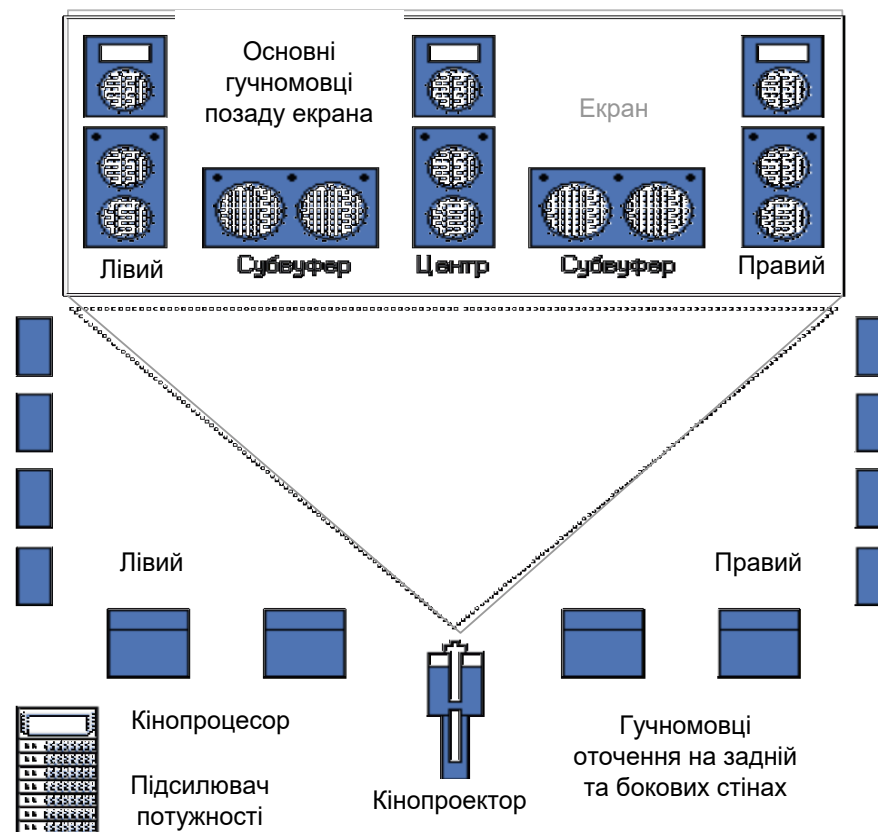 Основні
гучномовці
позаду екрана
Екран
Лівий
Субвуфер
Центр
Субвуфер
Правий
Лівий
Правий
Кінопроцесор
Підсилювач
потужності
Кінопроектор
Гучномовці
оточення на задній
та бокових стінах